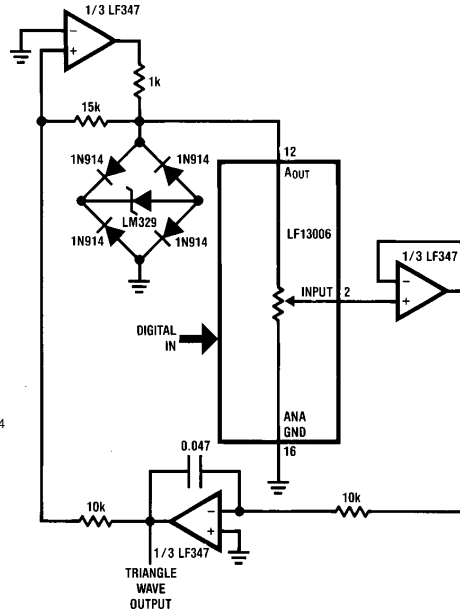 1/3 LF347
−
+
1k
15k
12
A_OUT
1N914
1N914
LM329
1N914
1N914
LF13006
1/3 LF347
INPUT
2
−
+
DIGITAL
IN
ANA
GND
16
4
0.047
10k
−
+
10k
1/3 LF347
TRIANGLE
WAVE
OUTPUT